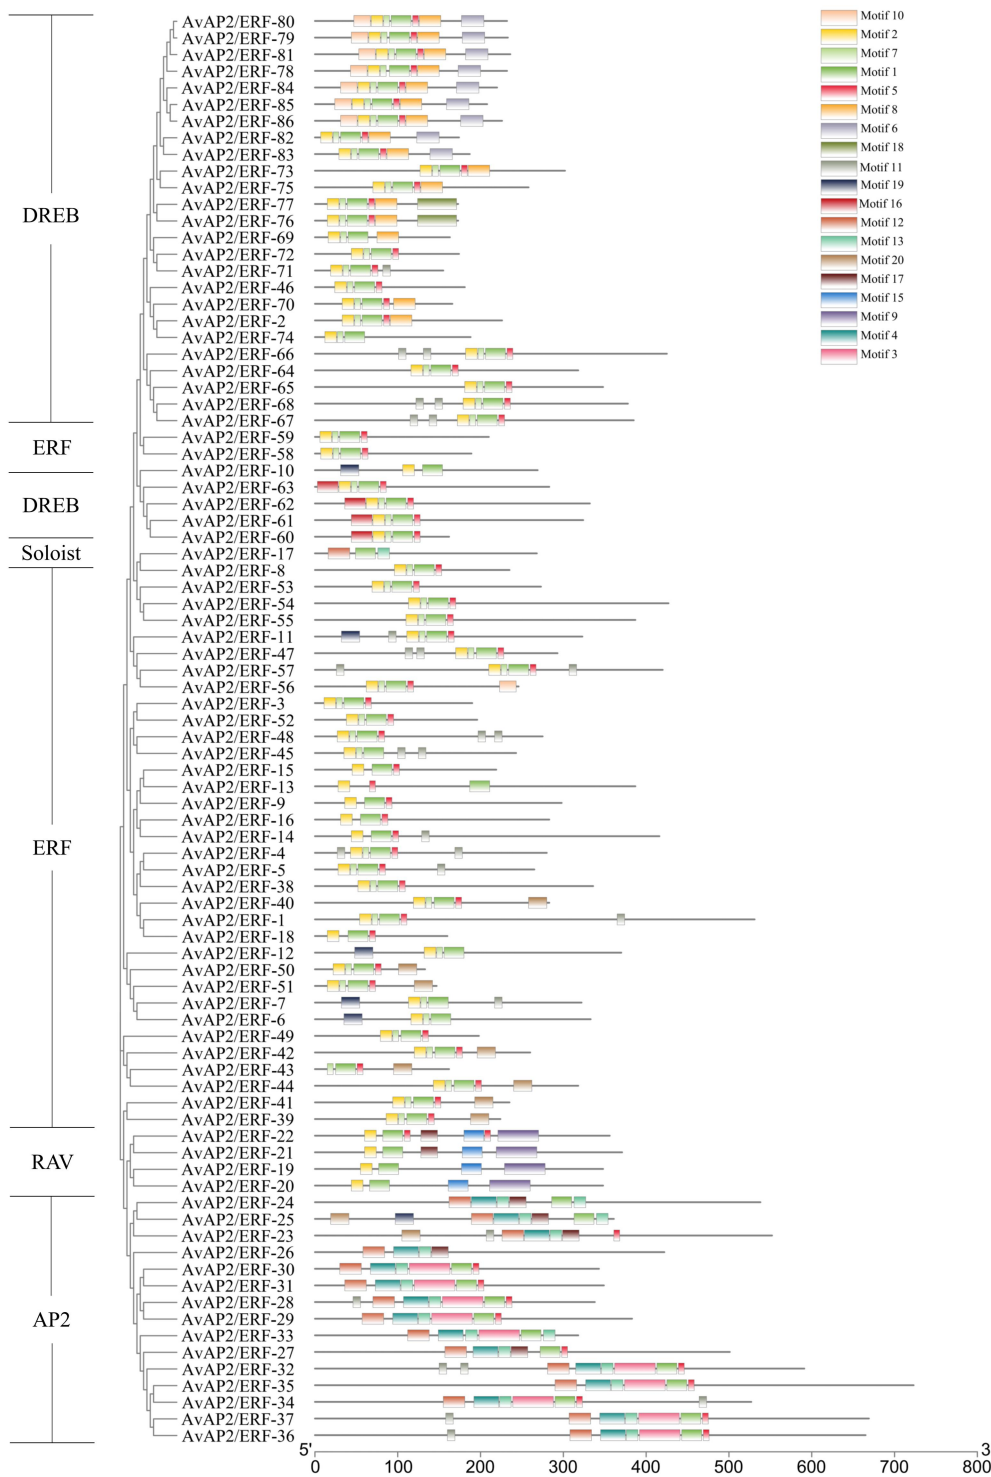 AvAP2/ERF-80
AvAP2/ERF-79
AvAP2/ERF-81
AvAP2/ERF-78
AvAP2/ERF-84
AvAP2/ERF-85
AvAP2/ERF-86
AvAP2/ERF-82
AvAP2/ERF-83
AvAP2/ERF-73
AvAP2/ERF-75
AvAP2/ERF-77
AvAP2/ERF-76
AvAP2/ERF-69
AvAP2/ERF-72
AvAP2/ERF-71
AvAP2/ERF-46
AvAP2/ERF-70
AvAP2/ERF-2
AvAP2/ERF-74
AvAP2/ERF-66
AvAP2/ERF-64
AvAP2/ERF-65
AvAP2/ERF-68
AvAP2/ERF-67
AvAP2/ERF-59
AvAP2/ERF-58
AvAP2/ERF-10
AvAP2/ERF-63
AvAP2/ERF-62
AvAP2/ERF-61
AvAP2/ERF-60
AvAP2/ERF-17
AvAP2/ERF-8
AvAP2/ERF-53
AvAP2/ERF-54
AvAP2/ERF-55
AvAP2/ERF-11
AvAP2/ERF-47
AvAP2/ERF-57
AvAP2/ERF-56
AvAP2/ERF-3
AvAP2/ERF-52
AvAP2/ERF-48
AvAP2/ERF-45
AvAP2/ERF-15
AvAP2/ERF-13
AvAP2/ERF-9
AvAP2/ERF-16
AvAP2/ERF-14
AvAP2/ERF-4
AvAP2/ERF-5
AvAP2/ERF-38
AvAP2/ERF-40
AvAP2/ERF-1
AvAP2/ERF-18
AvAP2/ERF-12
AvAP2/ERF-50
AvAP2/ERF-51
AvAP2/ERF-7
AvAP2/ERF-6
AvAP2/ERF-49
AvAP2/ERF-42
AvAP2/ERF-43
AvAP2/ERF-44
AvAP2/ERF-41
AvAP2/ERF-39
AvAP2/ERF-22
AvAP2/ERF-21
AvAP2/ERF-19
AvAP2/ERF-20
AvAP2/ERF-24
AvAP2/ERF-25
AvAP2/ERF-23
AvAP2/ERF-26
AvAP2/ERF-30
AvAP2/ERF-31
AvAP2/ERF-28
AvAP2/ERF-29
AvAP2/ERF-33
AvAP2/ERF-27
AvAP2/ERF-32
AvAP2/ERF-35
AvAP2/ERF-34
AvAP2/ERF-37
AvAP2/ERF-36
DREB
ERF
DREB
Soloist
ERF
RAV
AP2
Motif 10
Motif 2
Motif 7
Motif 1
Motif 5
Motif 8
Motif 6
Motif 18
Motif 11
Motif 19
Motif 16
Motif 12
Motif 13
Motif 20
Motif 17
Motif 15
Motif 9
Motif 4
Motif 3
5' 3
0 100 200 300 400 500 600 700 800